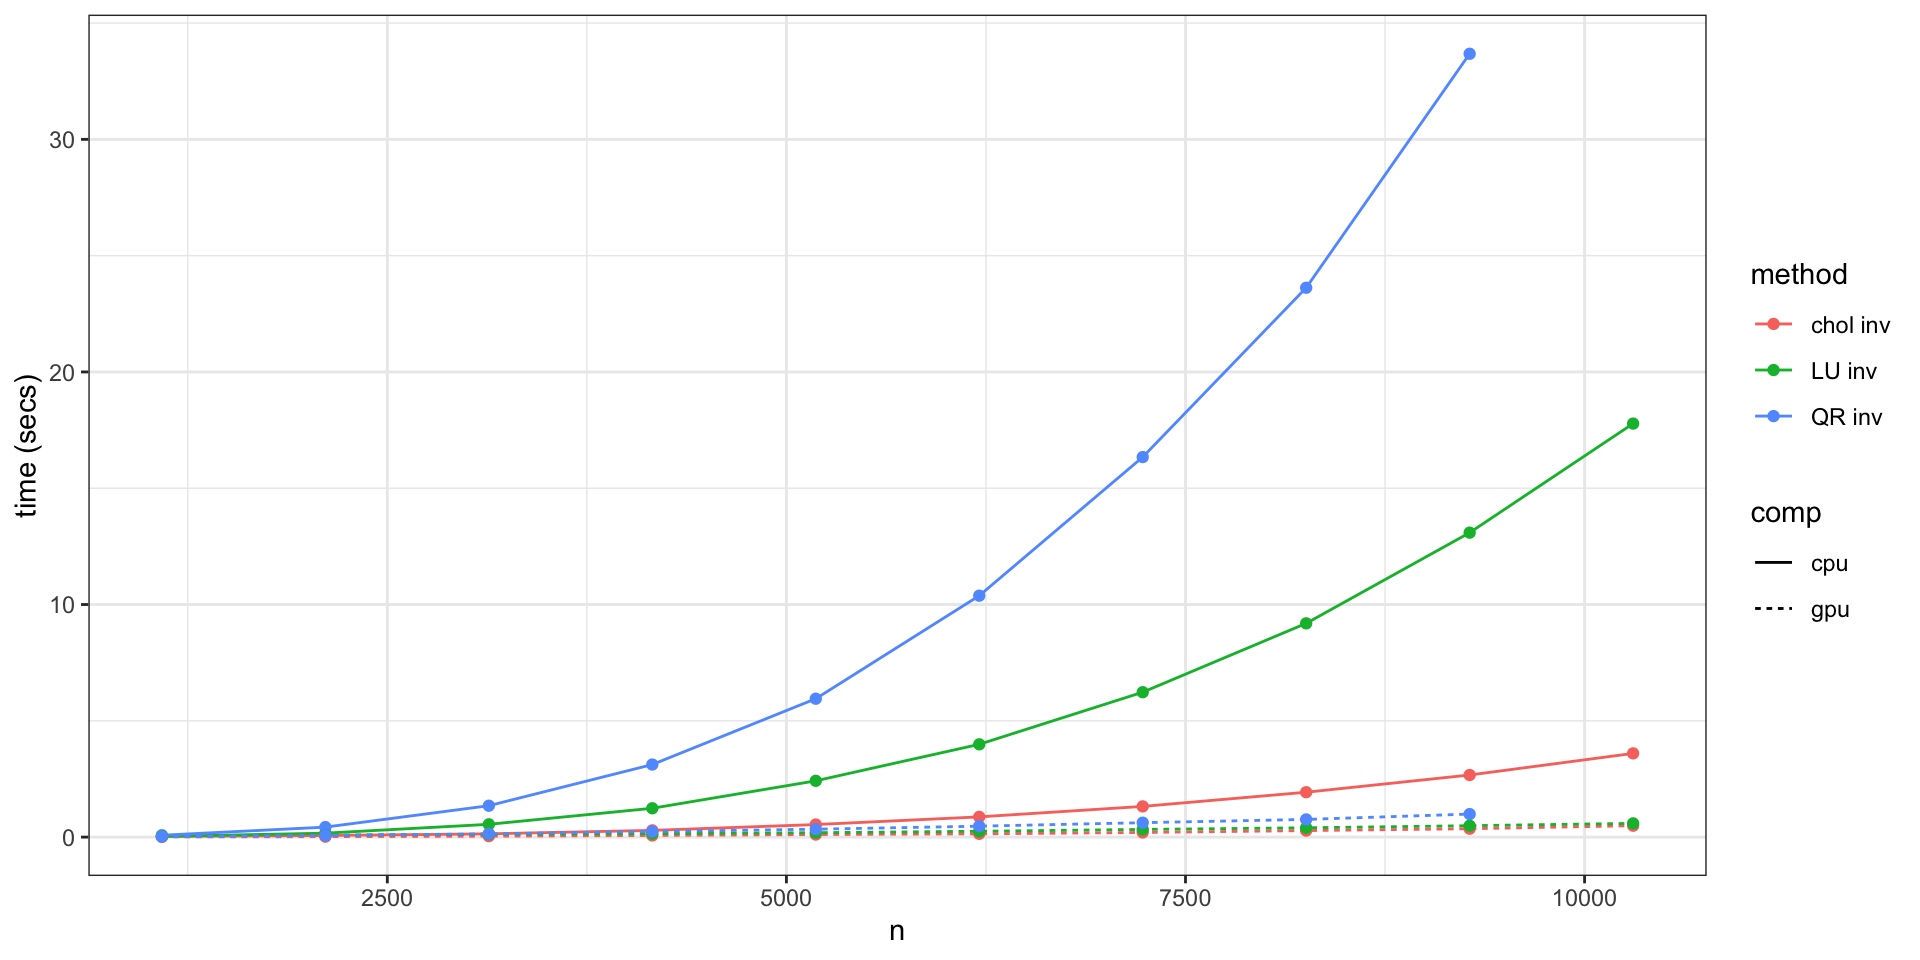 30
20
10
0
time (secs)
2500
5000
7500
10000
n
method
chol inv
LU inv
QR inv
comp
cpu
gpu